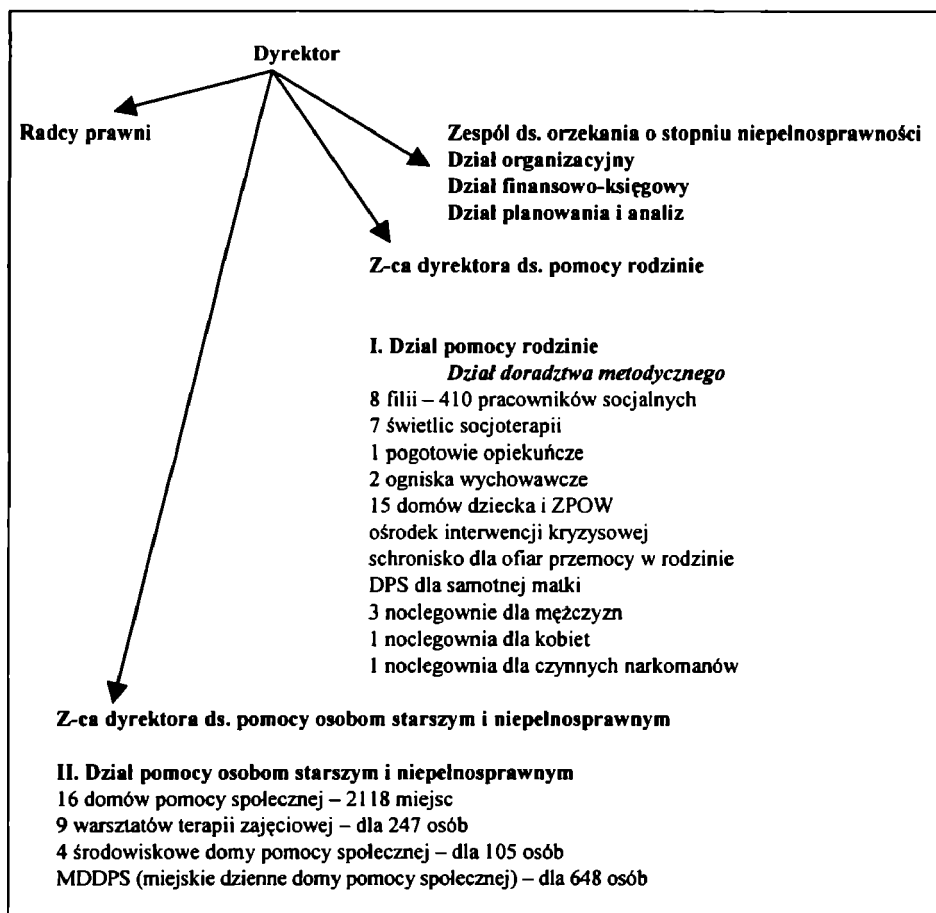 Dyrektor
Radcy prawni
Zespól ds. orzekania o stopniu niepełnosprawności
Dział organizacyjny
Dział finansowo-księgowy
Dział planowania i analiz
Z-ca dyrektora ds. pomocy rodzinie
I. Dział pomocy rodzinie
Dział doradztwa metodycznego
8 filii – 410 pracowników socjalnych
7 świetlic socjoterapii
1 pogotowie opiekuńcze
2 ogniska wychowawcze
15 domów dziecka i ZPOW
ośrodek interwencji kryzysowej
schronisko dla ofiar przemocy w rodzinie
DPS dla samotnej matki
3 noclegownie dla mężczyzn
1 noclegownia dla kobiet
1 noclegownia dla czynnych narkomanów
Z-ca dyrektora ds. pomocy osobom starszym i niepełnosprawnym
II. Dział pomocy osobom starszym i niepełnosprawnym
16 domów pomocy społecznej – 2118 miejsc
9 warsztatów terapii zajęciowej – dla 247 osób
4 środowiskowe domy pomocy społecznej – dla 105 osób
MDDPS (miejskie dzienne domy pomocy społecznej) – dla 648 osób